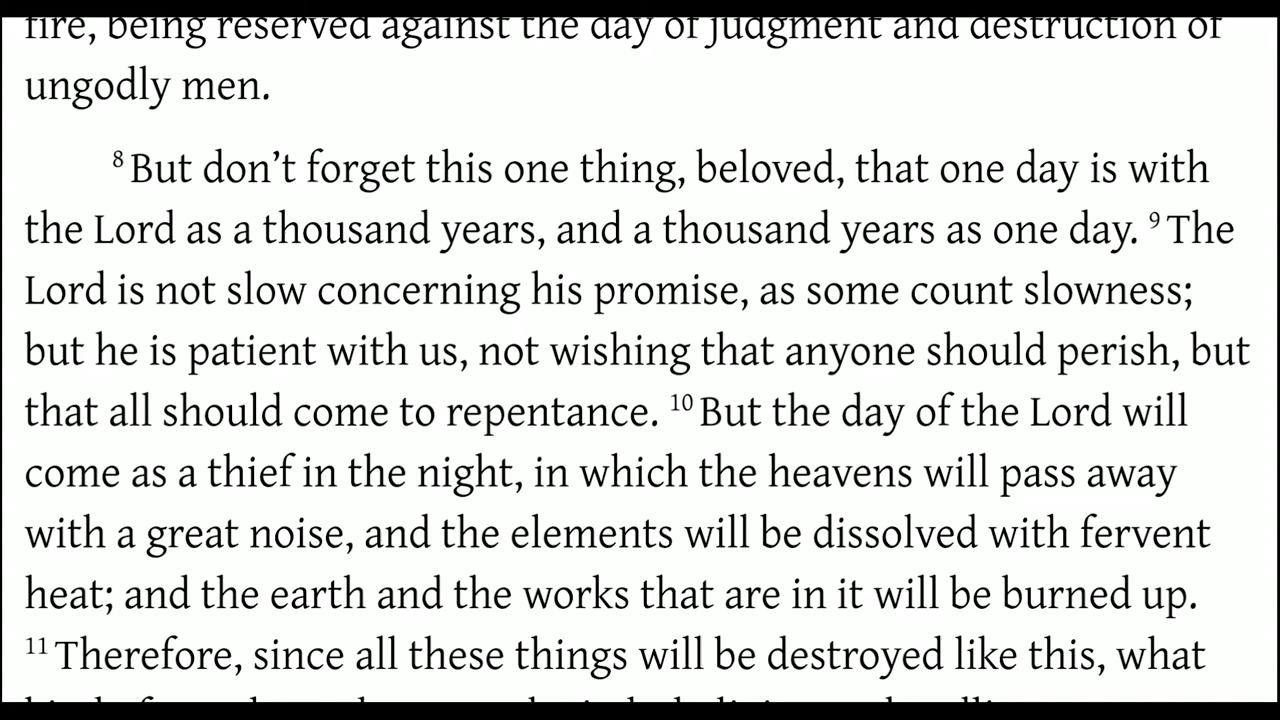 fire, being reserved against the day of judgment and destruction of
ungodly men.
8 But don’t forget this one thing, beloved, that one day is with
the Lord as a thousand years, and a thousand years as one day. 9 The
Lord is not slow concerning his promise, as some count slowness;
but he is patient with us, not wishing that anyone should perish, but
that all should come to repentance. 10 But the day of the Lord will
come as a thief in the night, in which the heavens will pass away
with a great noise, and the elements will be dissolved with fervent
heat; and the earth and the works that are in it will be burned up.
11 Therefore, since all these things will be destroyed like this, what